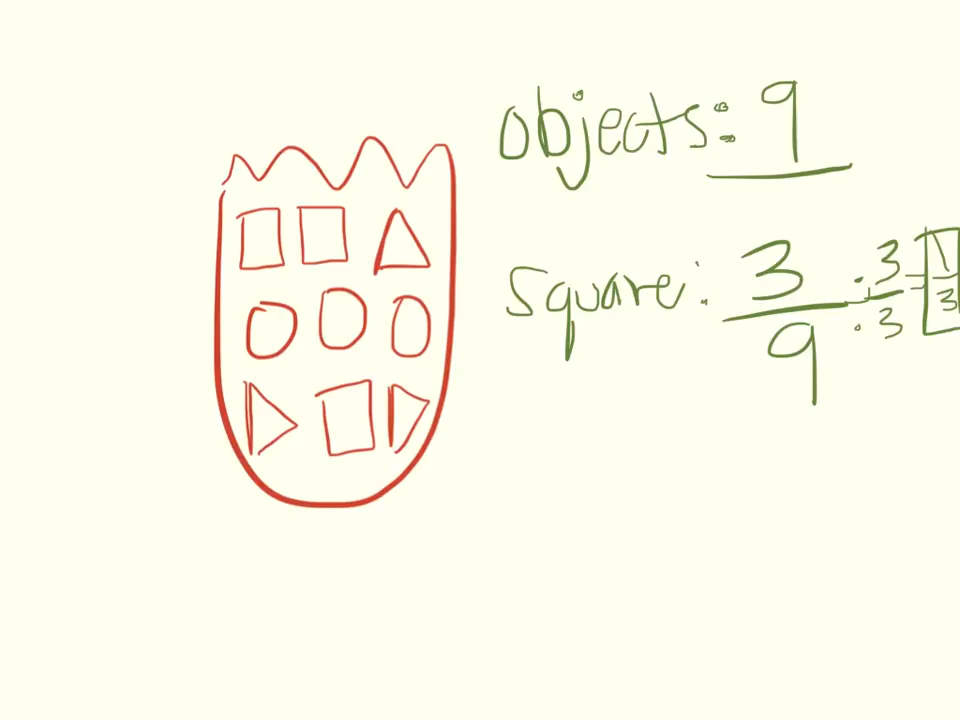 objects: 9
square: 3/9 ÷ 3/3 = 1/3